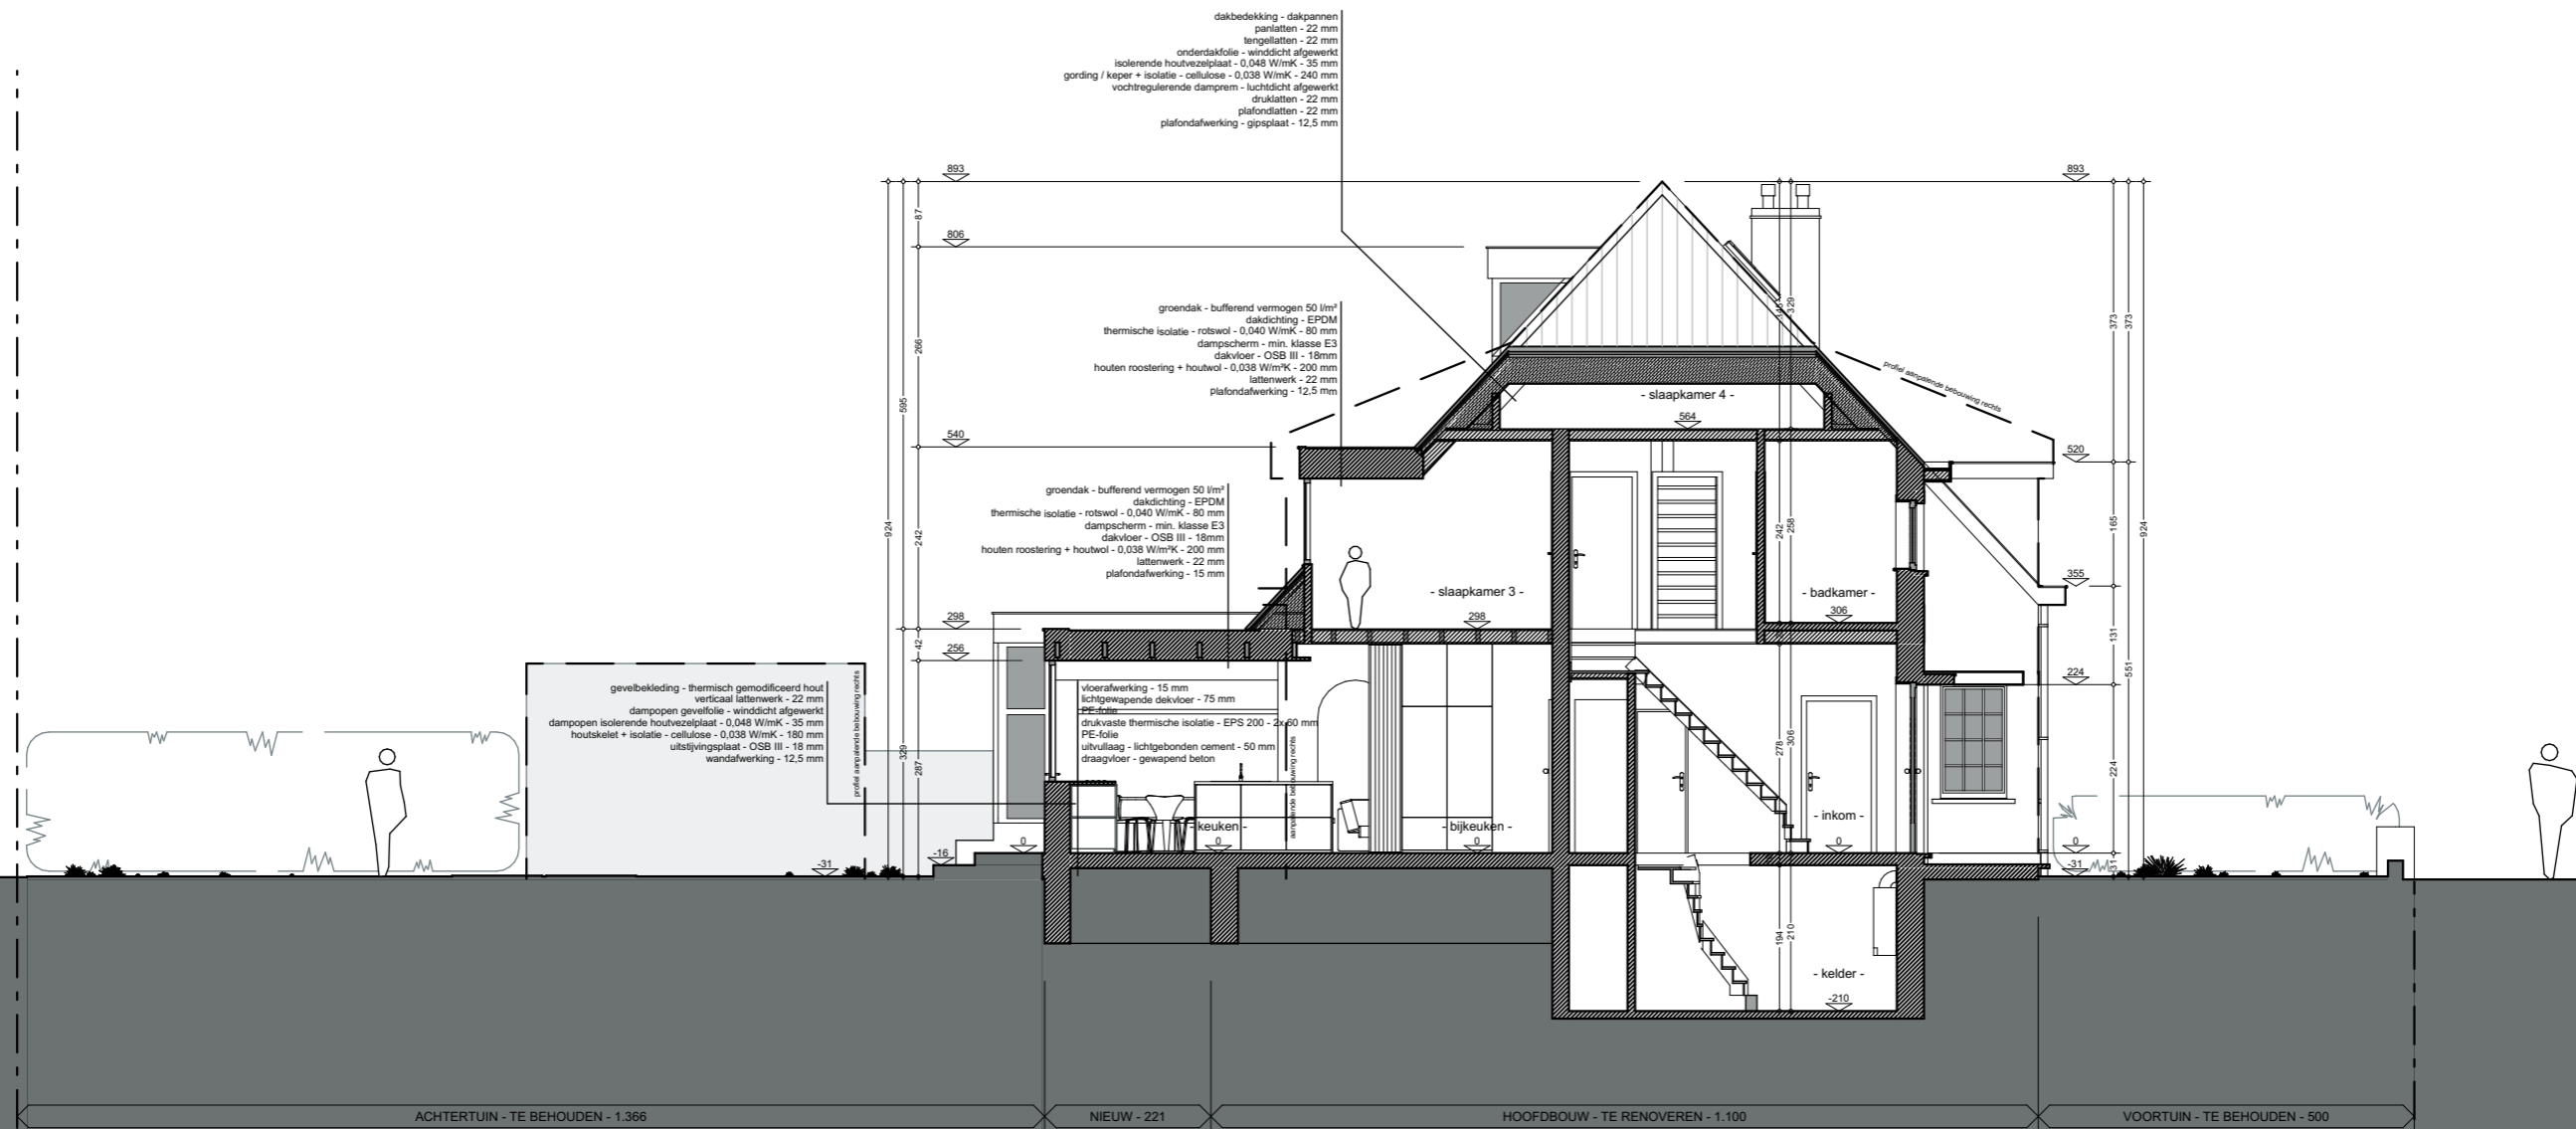 dakbedekking - dakpannen
panlatten - 22 mm
tengellatten - 22 mm
onderdakfolie - winddicht afgewerkt
isolerende houtvezelplaat - 0,048 W/mK - 35 mm
gording / keper + isolatie - cellulose - 0,038 W/mK - 240 mm
vochtregulerende damprem - luchtdicht afgewerkt
druklatten - 22 mm
plafondlatten - 22 mm
plafondafwerking - gipsplaat - 12,5 mm
893
893
87
806
groendak - bufferend vermogen 50 l/m²
dakdichting - EPDM
thermische isolatie - rotswol - 0,040 W/mK - 80 mm
dampscherm - min. klasse E3
dakvloer - OSB III - 18mm
houten roostering + houtwol - 0,038 W/m²K - 200 mm
lattenwerk - 22 mm
plafondafwerking - 12,5 mm
329
373
373
266
595
profiel aanpalende bebouwing rechts
- slaapkamer 4 -
564
540
520
groendak - bufferend vermogen 50 l/m²
dakdichting - EPDM
thermische isolatie - rotswol - 0,040 W/mK - 80 mm
dampscherm - min. klasse E3
dakvloer - OSB III - 18mm
houten roostering + houtwol - 0,038 W/m²K - 200 mm
lattenwerk - 22 mm
plafondafwerking - 15 mm
924
242
242
258
165
924
355
- slaapkamer 3 -
- badkamer -
298
298
306
42
131
256
551
224
gevelbekleding - thermisch gemodificeerd hout
verticaal lattenwerk - 22 mm
dampopen gevelfolie - winddicht afgewerkt
dampopen isolerende houtvezelplaat - 0,048 W/mK - 35 mm
houtskelet + isolatie - cellulose - 0,038 W/mK - 180 mm
uitstijvingsplaat - OSB III - 18 mm
wandafwerking - 12,5 mm
profiel aanpalende bebouwing rechts
vloerafwerking - 15 mm
lichtgewapende dekvloer - 75 mm
PE-folie
drukvaste thermische isolatie - EPS 200 - 2x 60 mm
PE-folie
uitvullaag - lichtgebonden cement - 50 mm
draagvloer - gewapend beton
aanpalende bebouwing rechts
329
287
278
306
224
- keuken -
- bijkeuken -
- inkom -
0
0
0
0
0
-16
-31
-31
31
194
210
- kelder -
-210
ACHTERTUIN - TE BEHOUDEN - 1.366
NIEUW - 221
HOOFDBOUW - TE RENOVEREN - 1.100
VOORTUIN - TE BEHOUDEN - 500